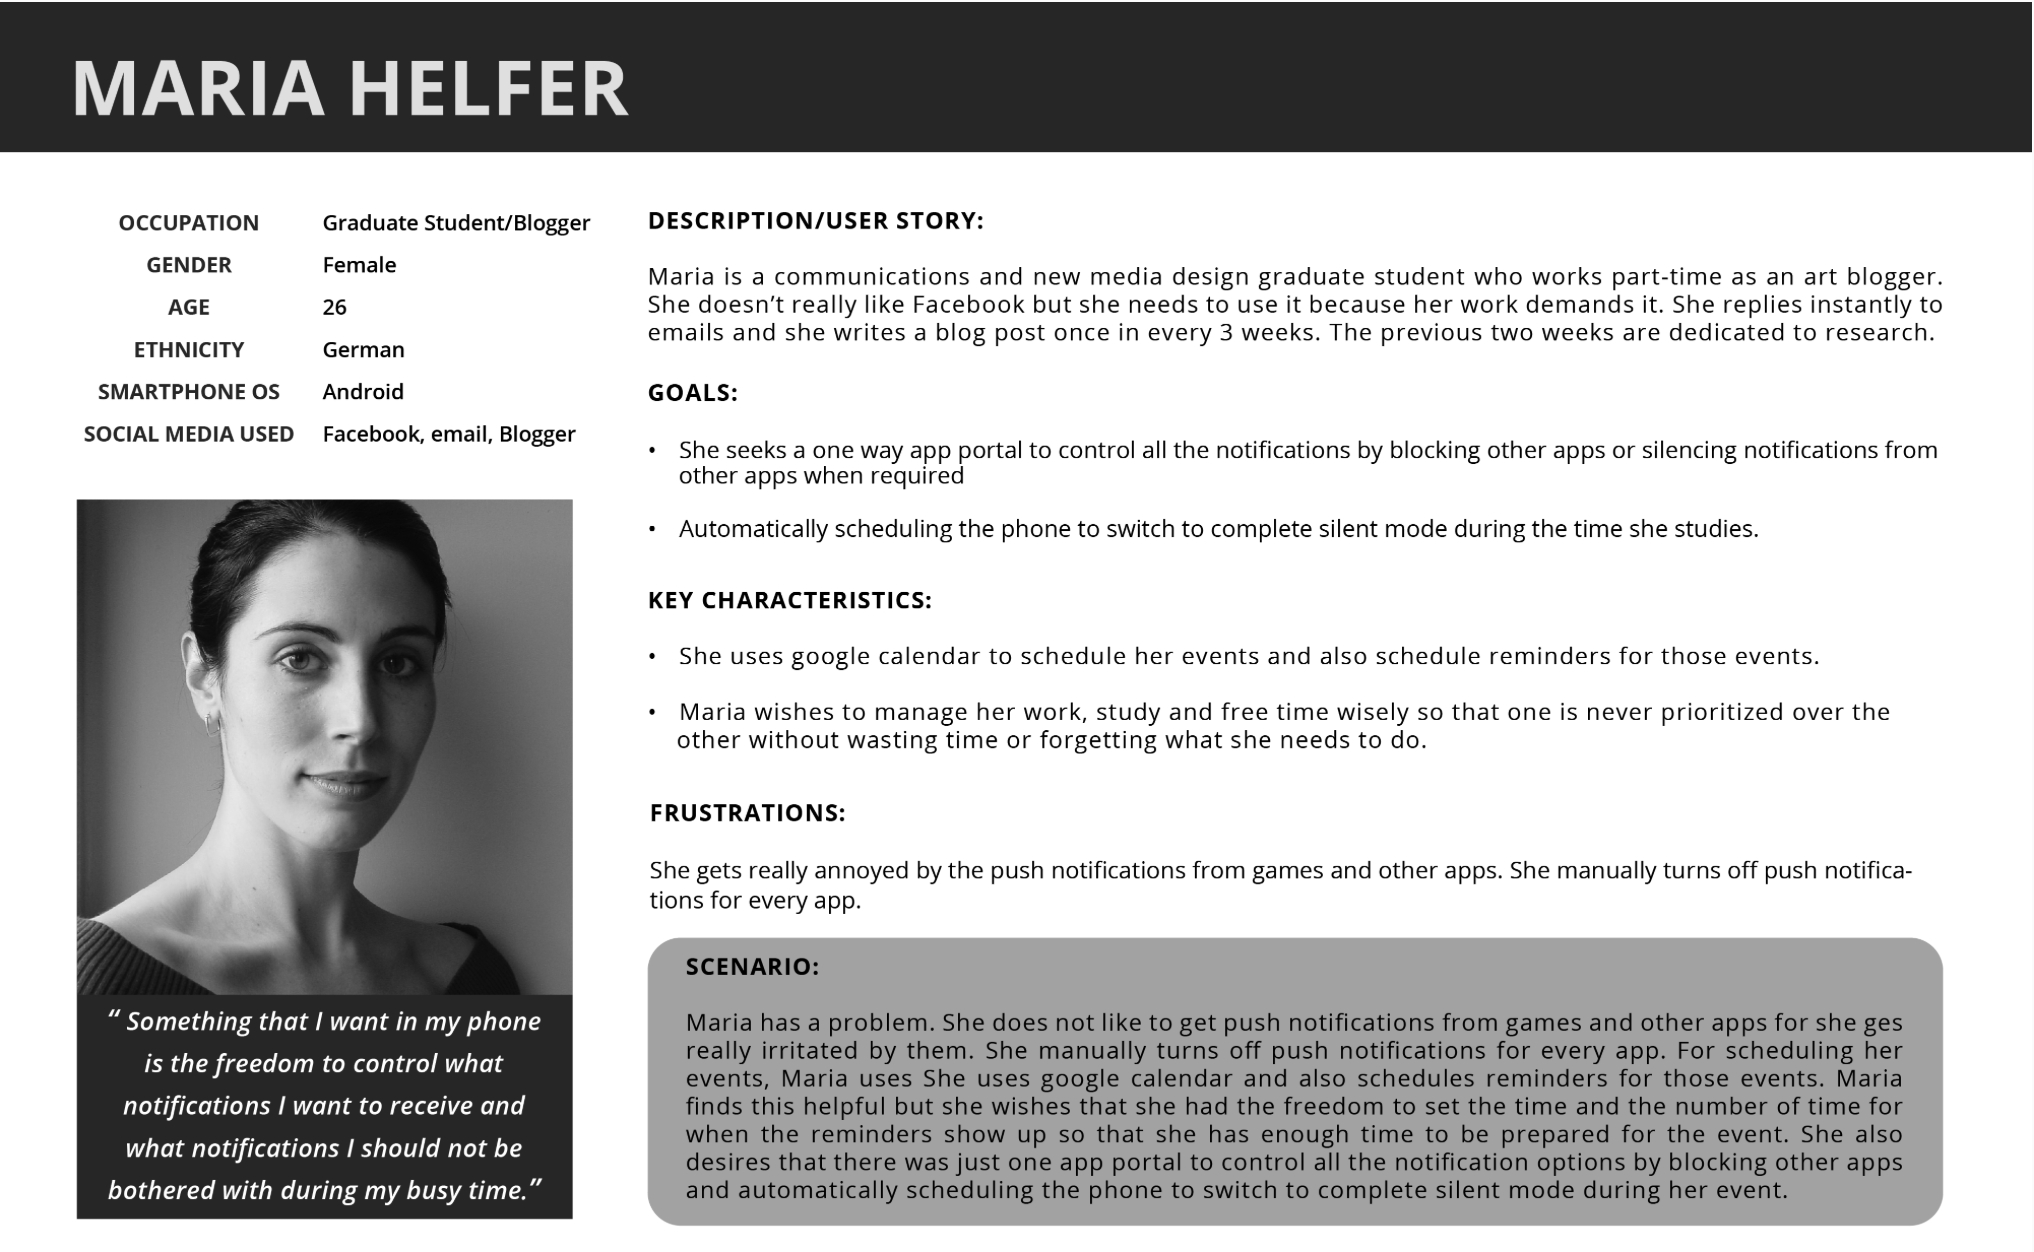 MARIA HELFER
OCCUPATION Graduate Student/Blogger
GENDER Female
AGE 26
ETHNICITY German
SMARTPHONE OS Android
SOCIAL MEDIA USED Facebook, email, Blogger
“ Something that I want in my phone
is the freedom to control what
notifications I want to receive and
what notifications I should not be
bothered with during my busy time.”
DESCRIPTION/USER STORY:
Maria is a communications and new media design graduate student who works part-time as an art blogger.
She doesn’t really like Facebook but she needs to use it because her work demands it. She replies instantly to
emails and she writes a blog post once in every 3 weeks. The previous two weeks are dedicated to research.
GOALS:
• She seeks a one way app portal to control all the notifications by blocking other apps or silencing notifications from
other apps when required
• Automatically scheduling the phone to switch to complete silent mode during the time she studies.
KEY CHARACTERISTICS:
• She uses google calendar to schedule her events and also schedule reminders for those events.
• Maria wishes to manage her work, study and free time wisely so that one is never prioritized over the
other without wasting time or forgetting what she needs to do.
FRUSTRATIONS:
She gets really annoyed by the push notifications from games and other apps. She manually turns off push notifica-
tions for every app.
SCENARIO:
Maria has a problem. She does not like to get push notifications from games and other apps for she ges
really irritated by them. She manually turns off push notifications for every app. For scheduling her
events, Maria uses She uses google calendar and also schedules reminders for those events. Maria
finds this helpful but she wishes that she had the freedom to set the time and the number of time for
when the reminders show up so that she has enough time to be prepared for the event. She also
desires that there was just one app portal to control all the notification options by blocking other apps
and automatically scheduling the phone to switch to complete silent mode during her event.